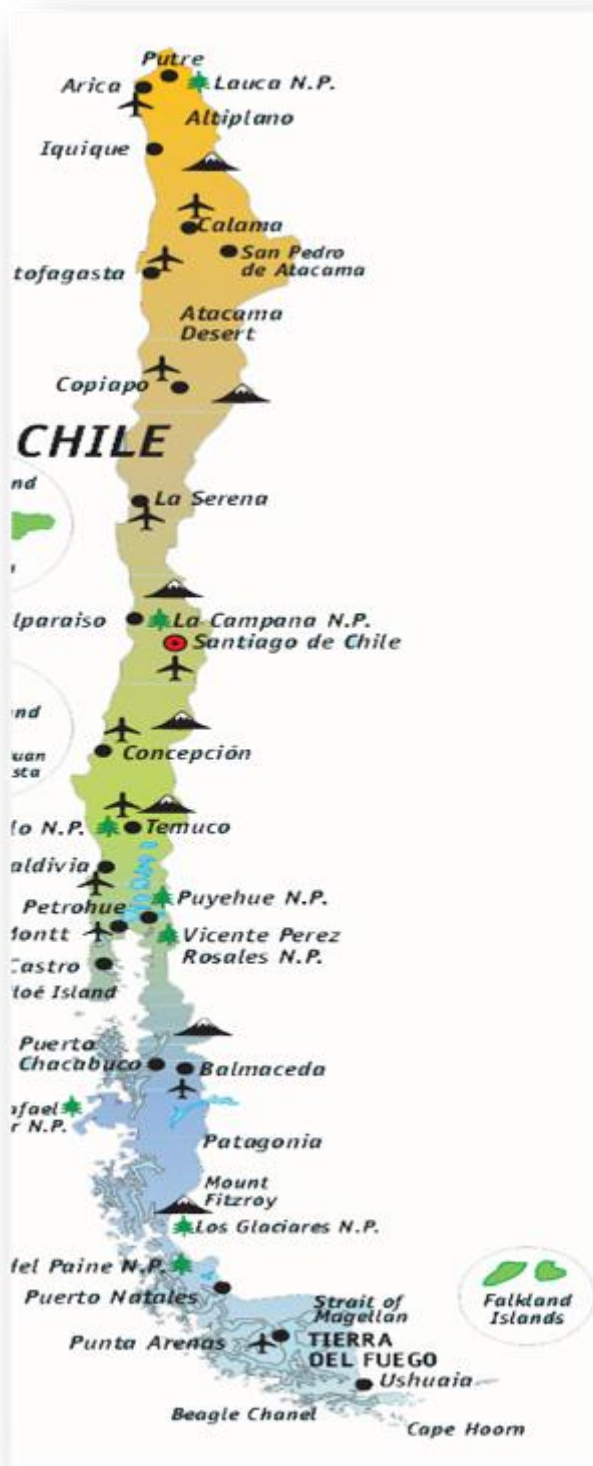 Putre
Arica
Lauca N.P.
Altiplano
Iquique
Calama
San Pedro
de Atacama
tofagasta
Atacama
Desert
Copiapo
CHILE
nd
La Serena
lparaiso
La Campana N.P.
Santiago de Chile
nd
uan
sta
Concepción
lo N.P.
Temuco
aldivia
Petrohue
Puyehue N.P.
Montt
Vicente Perez
Rosales N.P.
Castro
loé Island
Puerto
Chacabuco
Balmaceda
afael
r N.P.
Patagonia
Mount
Fitzroy
Los Glaciares N.P.
del Paine N.P.
Puerto Natales
Strait of
Magellan
Falkland
Islands
Punta Arenas
TIERRA
DEL FUEGO
Ushuaia
Beagle Chanel
Cape Hoorn